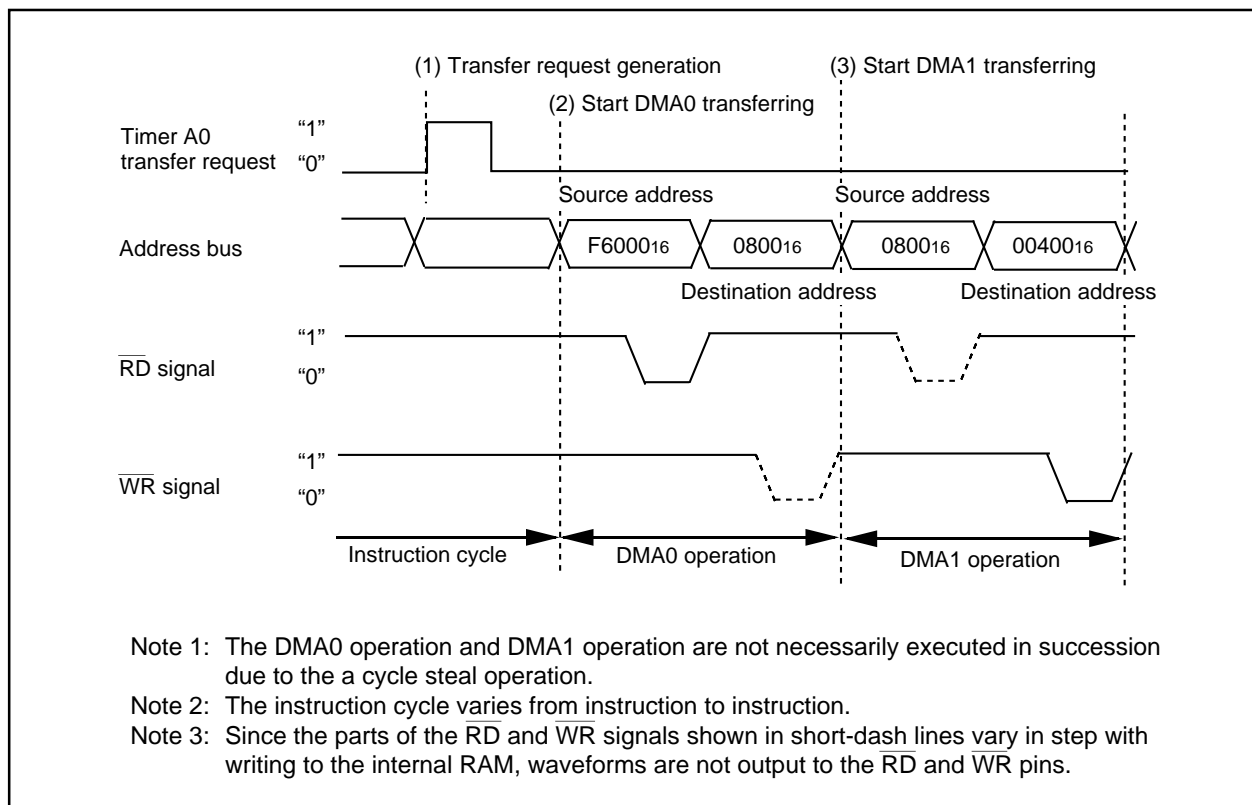 (1) Transfer request generation
(3) Start DMA1 transferring
(2) Start DMA0 transferring
Timer A0
transfer request
“1”
“0”
Source address
Source address
Address bus
F600016
080016
080016
0040016
Destination address
Destination address
RD signal
“1”
“0”
WR signal
“1”
“0”
Instruction cycle
DMA0 operation
DMA1 operation
Note 1: The DMA0 operation and DMA1 operation are not necessarily executed in succession
due to the a cycle steal operation.
Note 2: The instruction cycle varies from instruction to instruction.
Note 3: Since the parts of the RD and WR signals shown in short-dash lines vary in step with
writing to the internal RAM, waveforms are not output to the RD and WR pins.